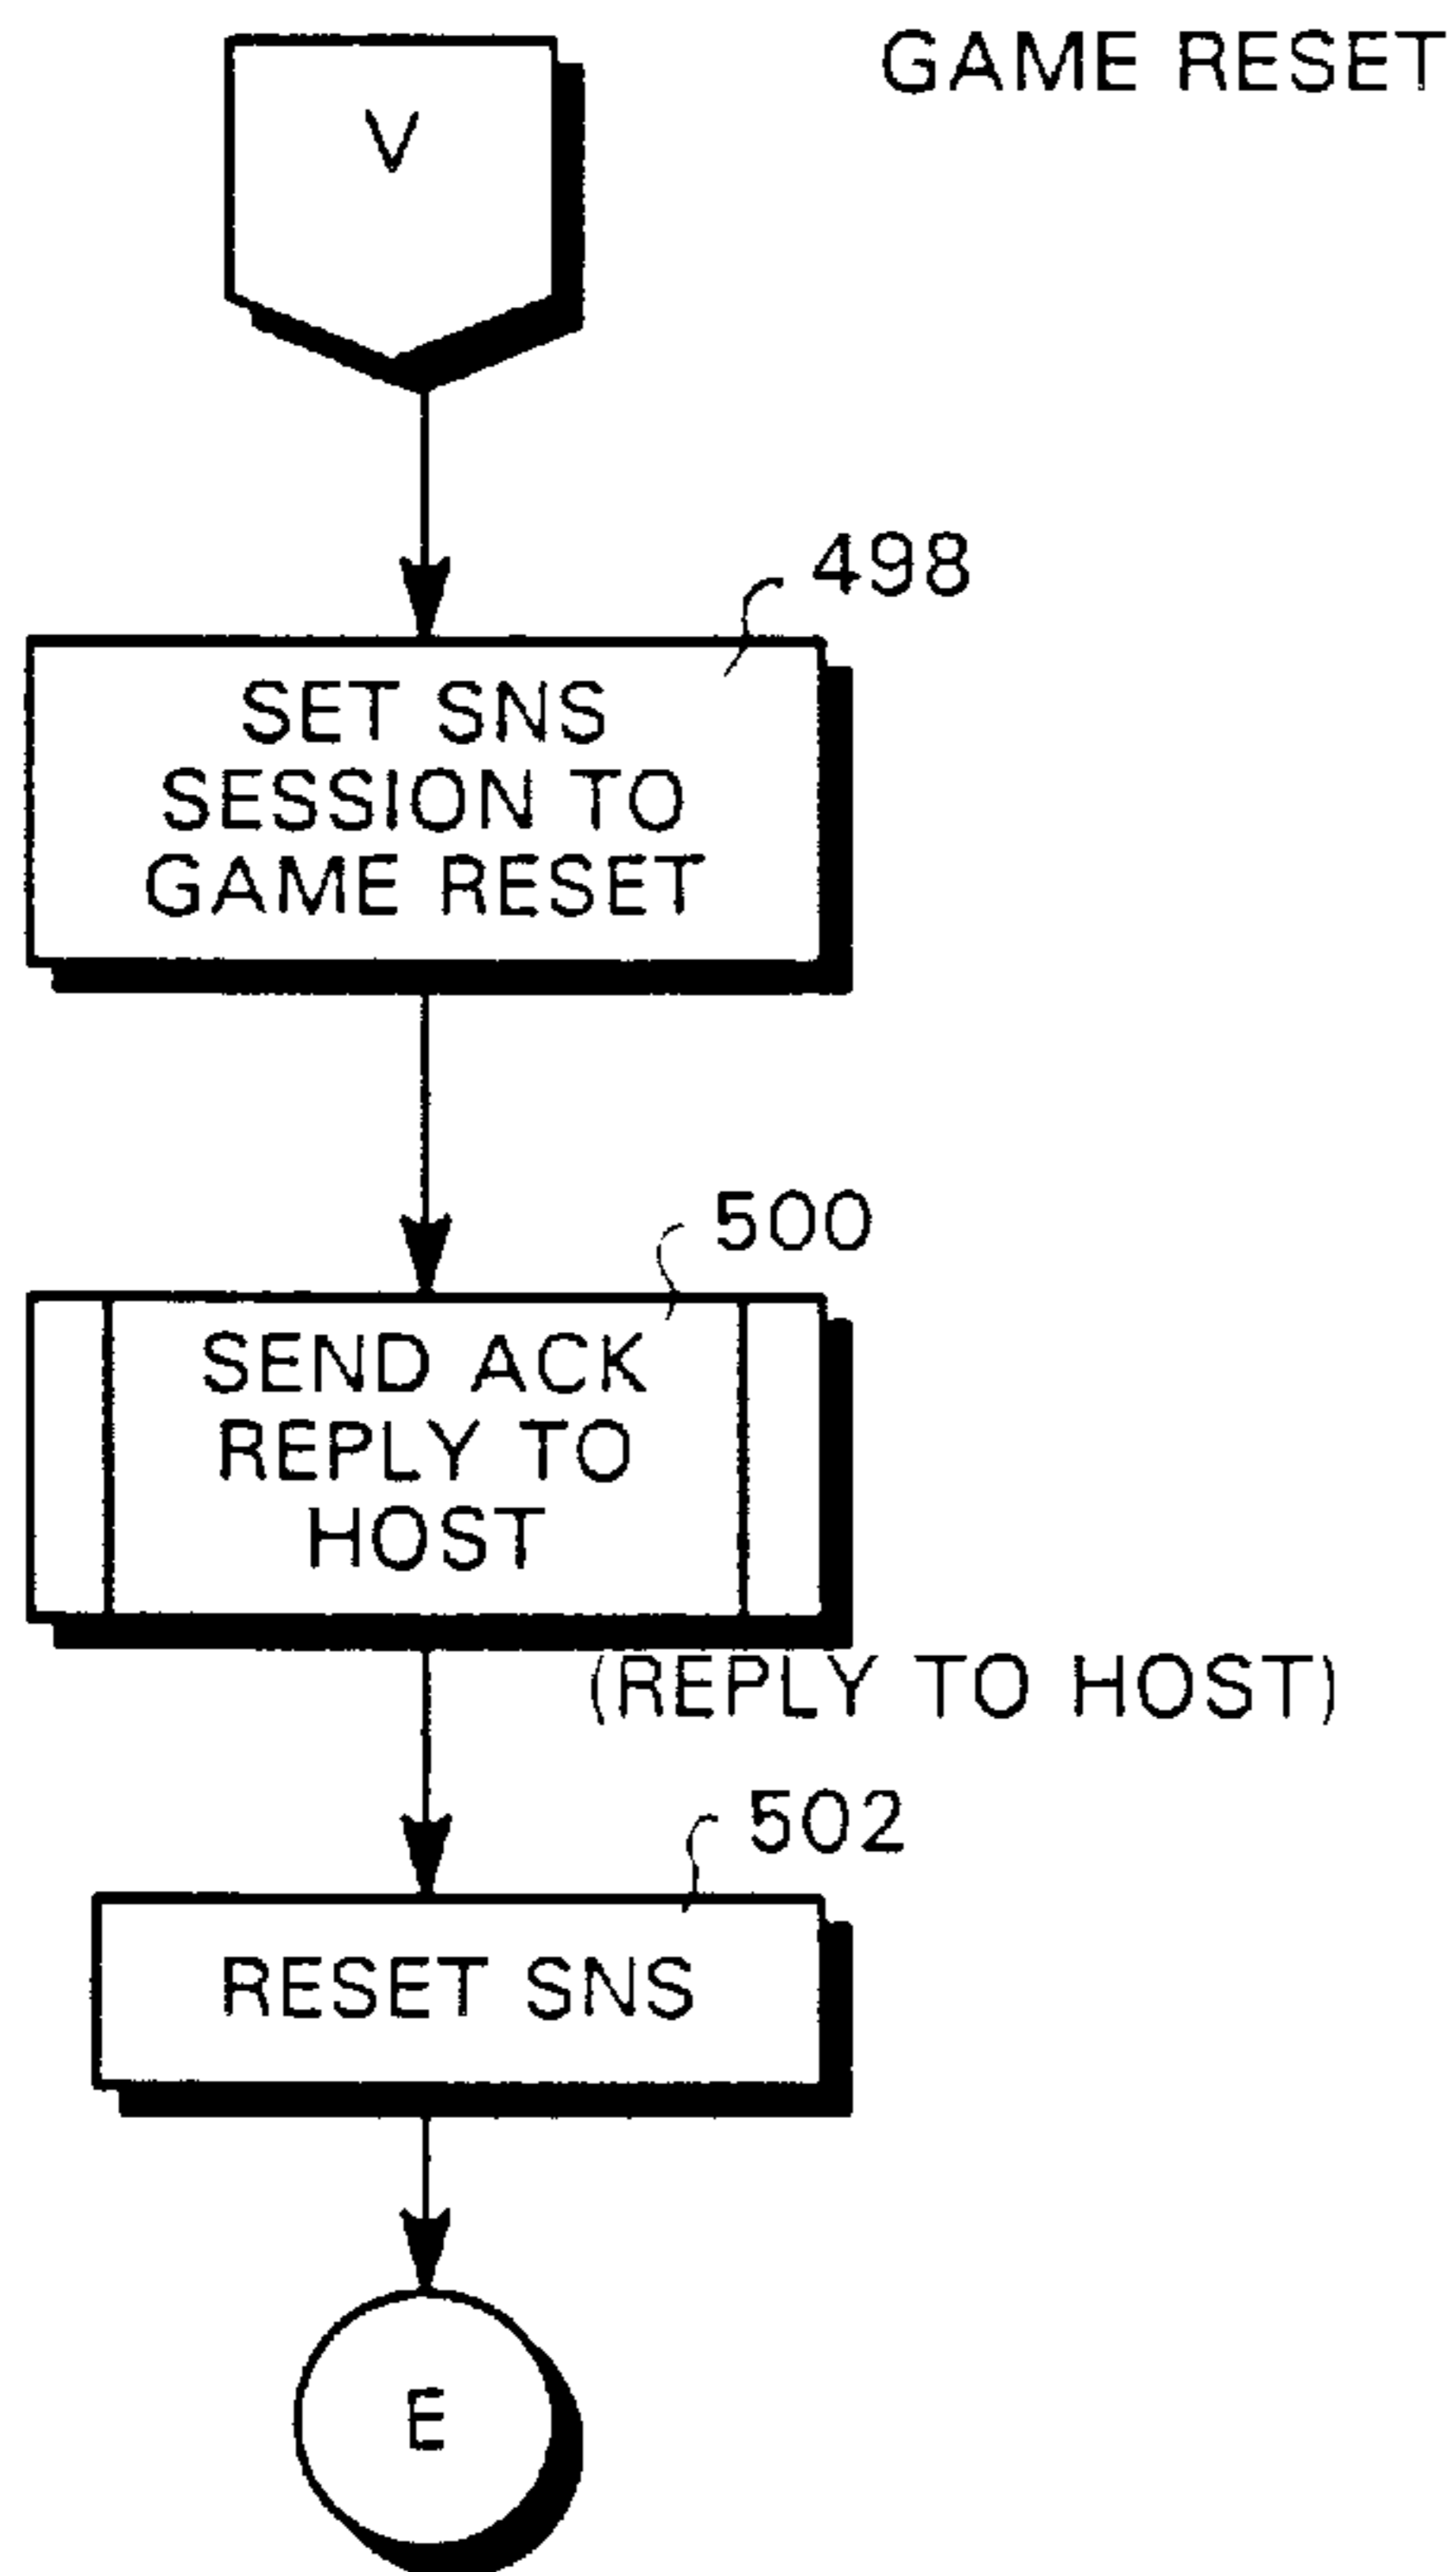 GAME RESET
V
498
SET SNS
SESSION TO
GAME RESET
500
SEND ACK
REPLY TO
HOST
(REPLY TO HOST)
502
RESET SNS
E